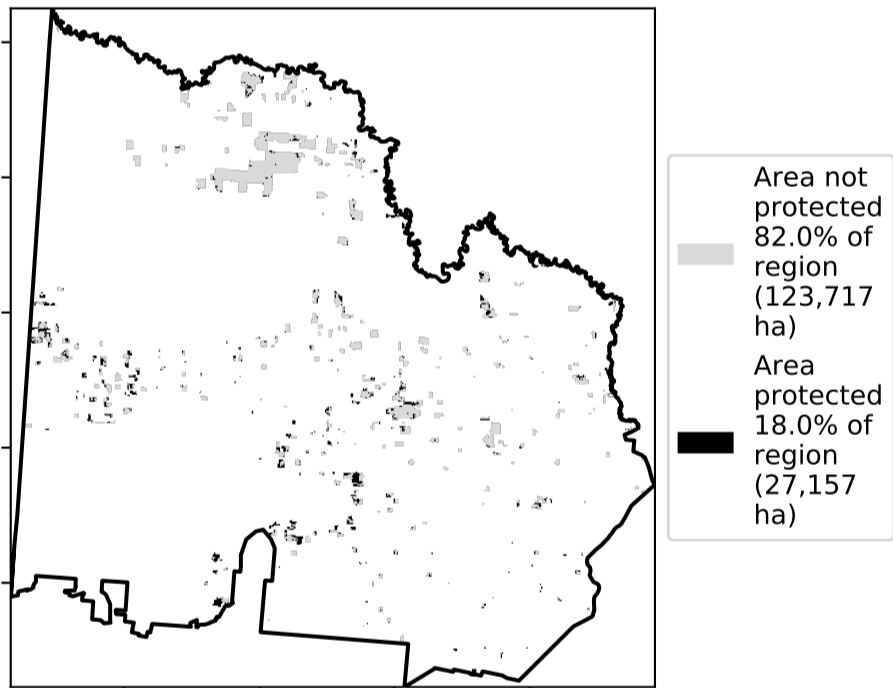 Area not
protected
82.0% of
region
(123,717
ha)
Area
protected
18.0% of
region
(27,157
ha)